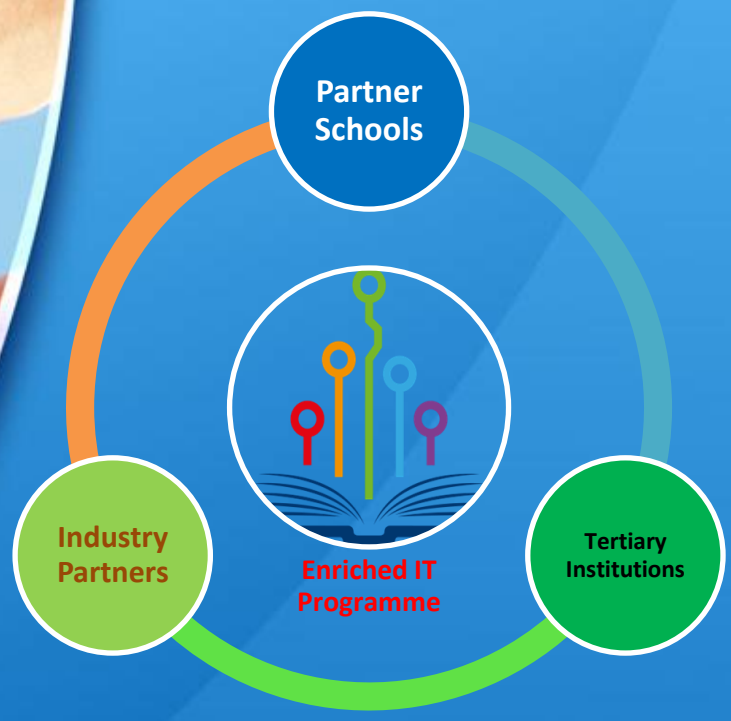 Partner
Schools
Industry
Partners
Enriched IT
Programme
Tertiary
Institutions